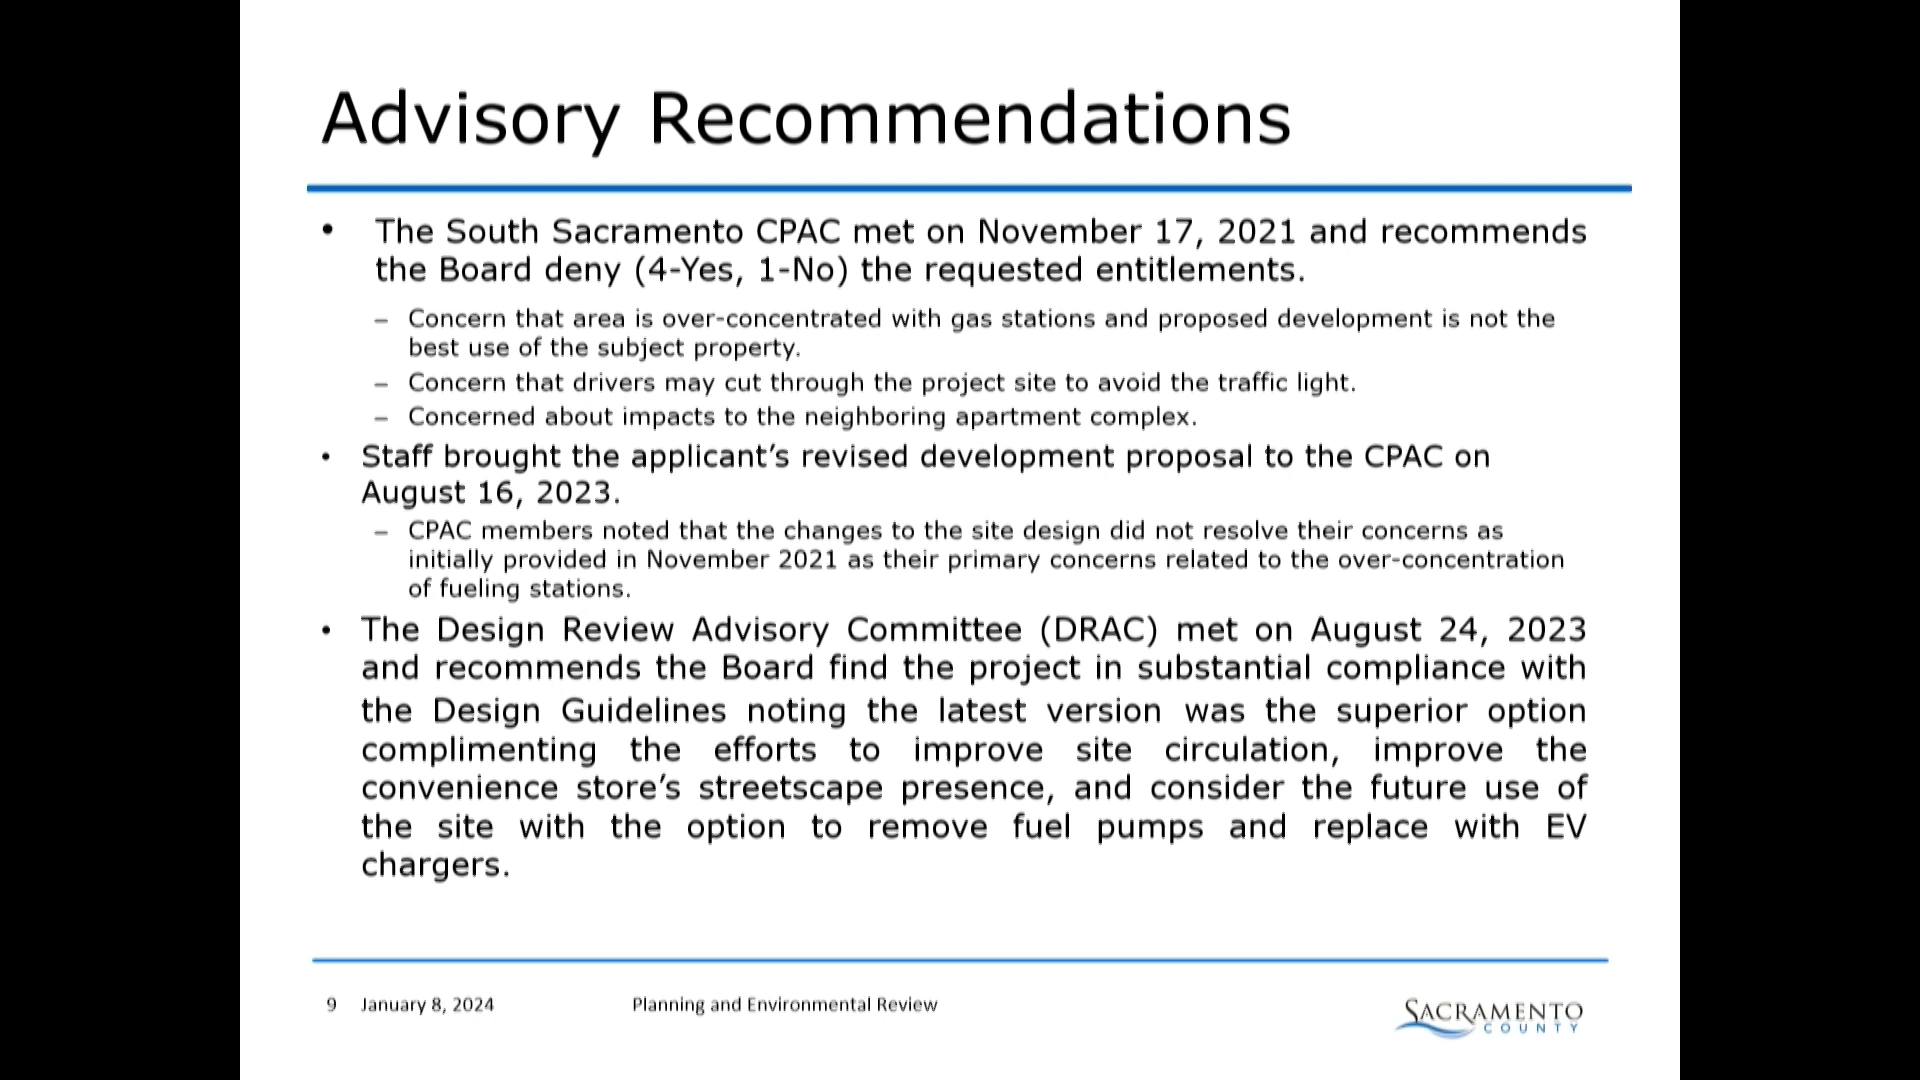 Advisory Recommendations
• The South Sacramento CPAC met on November 17, 2021 and recommends
the Board deny (4-Yes, 1-No) the requested entitlements.
– Concern that area is over-concentrated with gas stations and proposed development is not the
best use of the subject property.
– Concern that drivers may cut through the project site to avoid the traffic light.
– Concerned about impacts to the neighboring apartment complex.
• Staff brought the applicant’s revised development proposal to the CPAC on
August 16, 2023.
– CPAC members noted that the changes to the site design did not resolve their concerns as
initially provided in November 2021 as their primary concerns related to the over-concentration
of fueling stations.
• The Design Review Advisory Committee (DRAC) met on August 24, 2023
and recommends the Board find the project in substantial compliance with
the Design Guidelines noting the latest version was the superior option
complimenting the efforts to improve site circulation, improve the
convenience store’s streetscape presence, and consider the future use of
the site with the option to remove fuel pumps and replace with EV
chargers.
9 January 8, 2024 Planning and Environmental Review
SACRAMENTO
COUNTY